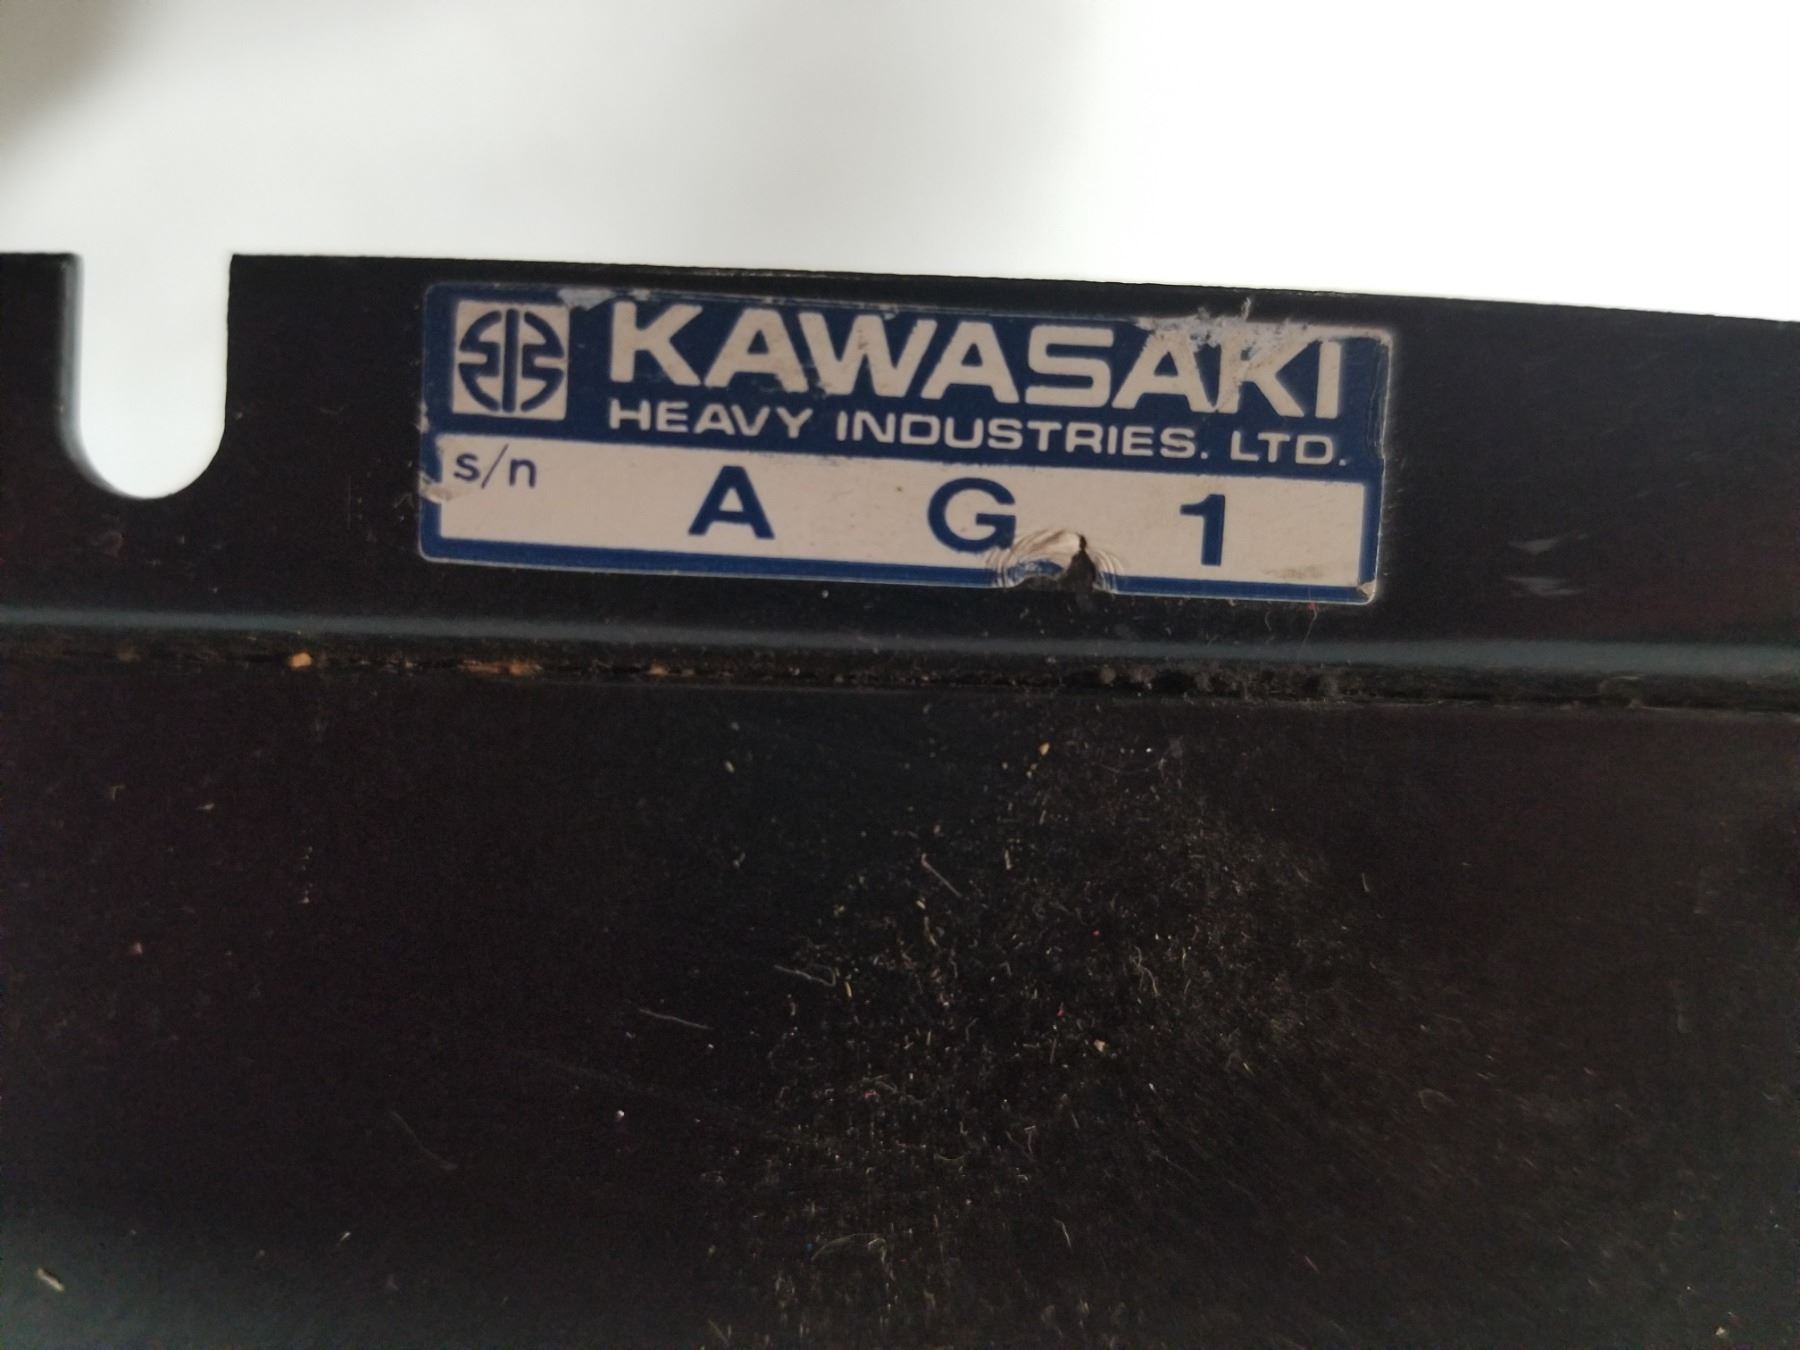 KAWASAKI
HEAVY INDUSTRIES. LTD.
s/n A G 1